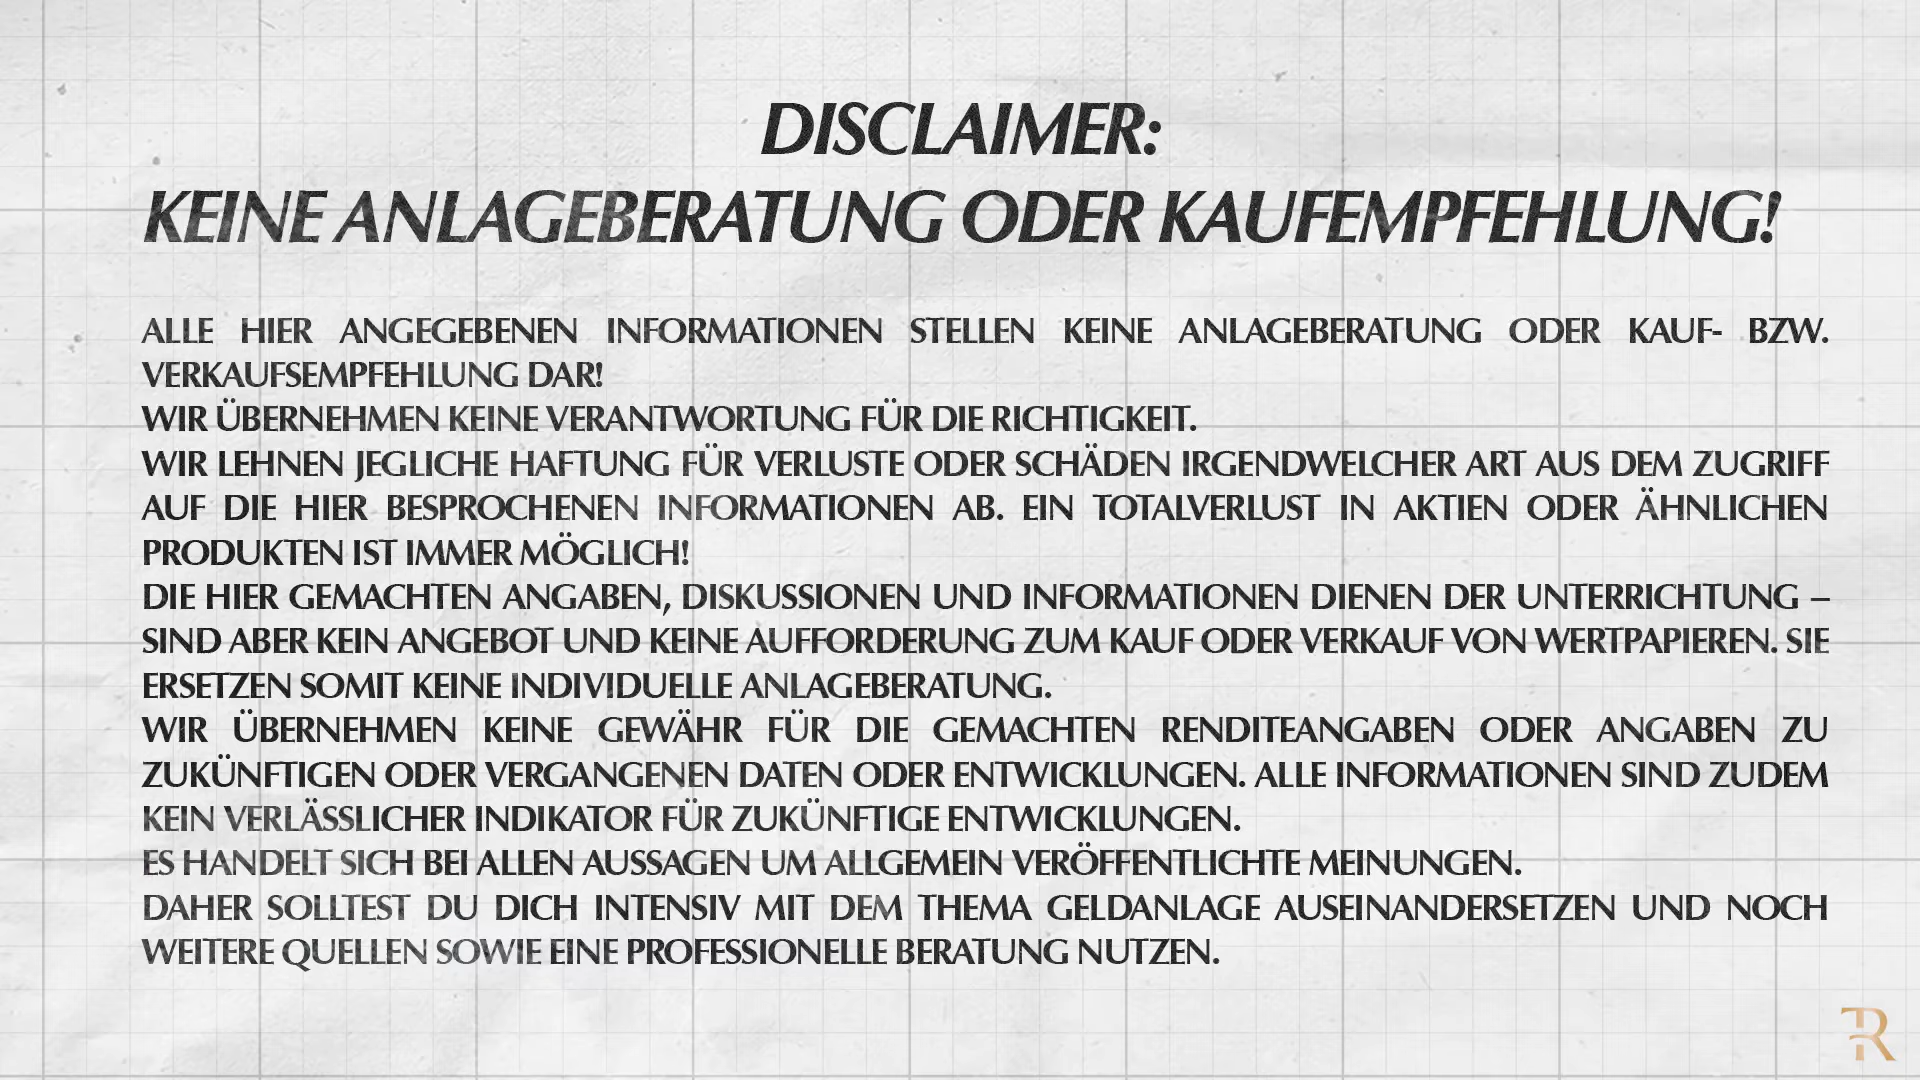 DISCLAIMER:
KEINE ANLAGEBERATUNG ODER KAUFEMPFEHLUNG!
ALLE HIER ANGEGEBENEN INFORMATIONEN STELLEN KEINE ANLAGEBERATUNG ODER KAUF- BZW.
VERKAUFSEMPFEHLUNG DAR!
WIR ÜBERNEHMEN KEINE VERANTWORTUNG FÜR DIE RICHTIGKEIT.
WIR LEHNEN JEGLICHE HAFTUNG FÜR VERLUSTE ODER SCHÄDEN IRGENDWELCHER ART AUS DEM ZUGRIFF
AUF DIE HIER BESPROCHENEN INFORMATIONEN AB. EIN TOTALVERLUST IN AKTIEN ODER ÄHNLICHEN
PRODUKTEN IST IMMER MÖGLICH!
DIE HIER GEMACHTEN ANGABEN, DISKUSSIONEN UND INFORMATIONEN DIENEN DER UNTERRICHTUNG –
SIND ABER KEIN ANGEBOT UND KEINE AUFFORDERUNG ZUM KAUF ODER VERKAUF VON WERTPAPIEREN. SIE
ERSETZEN SOMIT KEINE INDIVIDUELLE ANLAGEBERATUNG.
WIR ÜBERNEHMEN KEINE GEWÄHR FÜR DIE GEMACHTEN RENDITEANGABEN ODER ANGABEN ZU
ZUKÜNFTIGEN ODER VERGANGENEN DATEN ODER ENTWICKLUNGEN. ALLE INFORMATIONEN SIND ZUDEM
KEIN VERLÄSSLICHER INDIKATOR FÜR ZUKÜNFTIGE ENTWICKLUNGEN.
ES HANDELT SICH BEI ALLEN AUSSAGEN UM ALLGEMEIN VERÖFFENTLICHTE MEINUNGEN.
DAHER SOLLTEST DU DICH INTENSIV MIT DEM THEMA GELDANLAGE AUSEINANDERSETZEN UND NOCH
WEITERE QUELLEN SOWIE EINE PROFESSIONELLE BERATUNG NUTZEN.